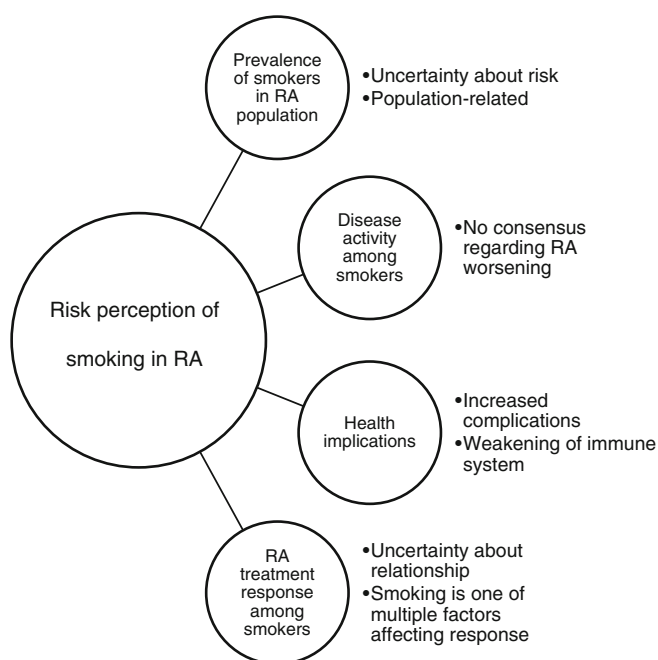 Prevalence
of smokers
in RA
population
•Uncertainty about risk
•Population-related
Disease
activity
among
smokers
•No consensus
regarding RA
worsening
Risk perception of
smoking in RA
Health
implications
•Increased
complications
•Weakening of immune
system
RA
treatment
response
among
smokers
•Uncertainty about
relationship
•Smoking is one of
multiple factors
affecting response